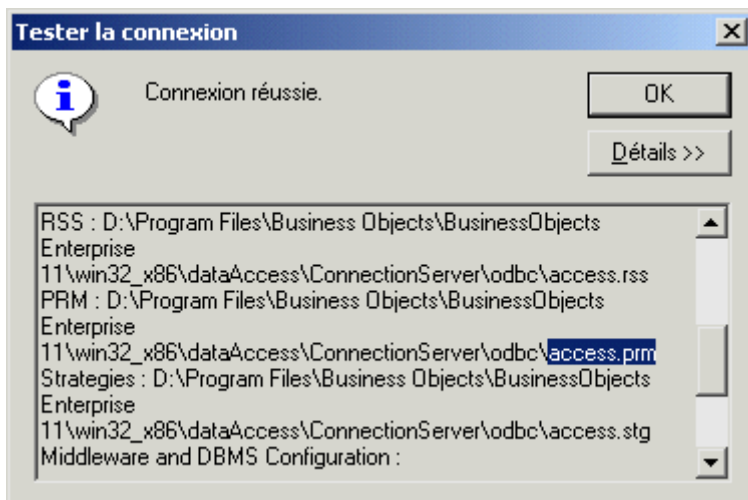 Tester la connexion
Connexion réussie.
OK
Détails >>
RSS : D:\Program Files\Business Objects\BusinessObjects
Enterprise
11\win32_x86\dataAccess\ConnectionServer\odbc\access.rss
PRM : D:\Program Files\Business Objects\BusinessObjects
Enterprise
11\win32_x86\dataAccess\ConnectionServer\odbc\access.prm
Strategies : D:\Program Files\Business Objects\BusinessObjects
Enterprise
11\win32_x86\dataAccess\ConnectionServer\odbc\access.stg
Middleware and DBMS Configuration :